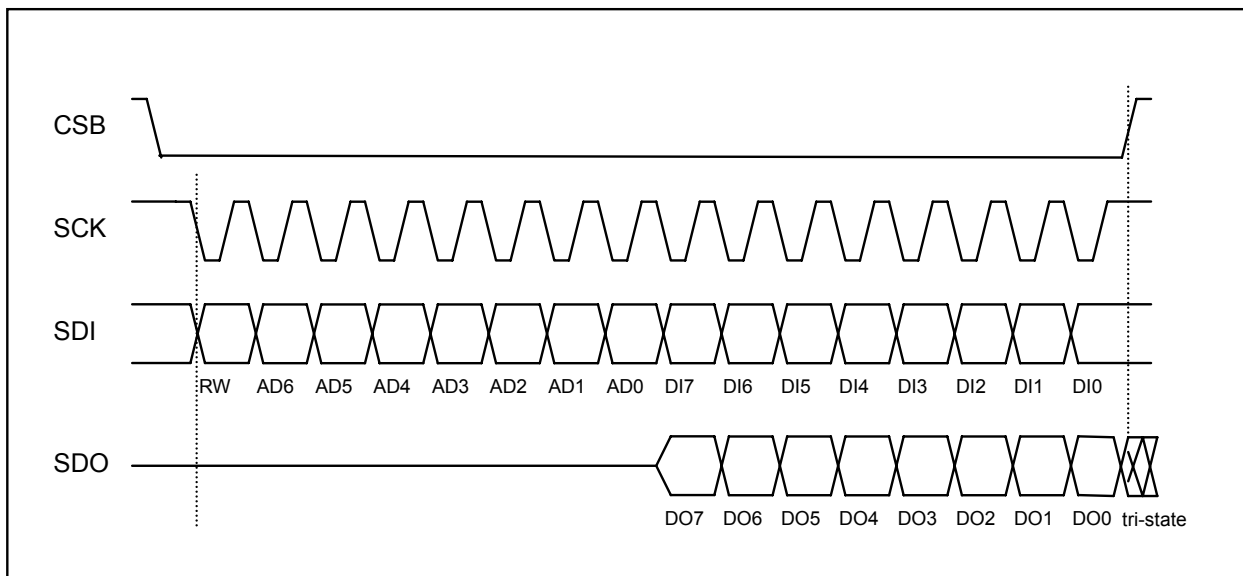 CSB
SCK
SDI
RW AD6 AD5 AD4 AD3 AD2 AD1 AD0 DI7 DI6 DI5 DI4 DI3 DI2 DI1 DI0
SDO
DO7 DO6 DO5 DO4 DO3 DO2 DO1 DO0 tri-state